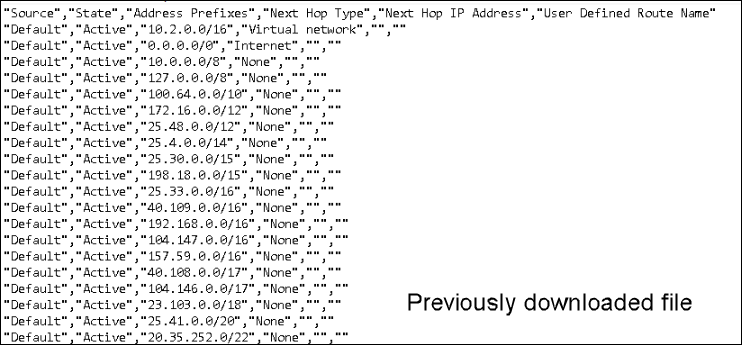 "Source","State","Address Prefixes","Next Hop Type","Next Hop IP Address","User Defined Route Name"
"Default","Active","10.2.0.0/16","Virtual network","",""
"Default","Active","0.0.0.0/0","Internet","",""
"Default","Active","10.0.0.0/8","None","",""
"Default","Active","127.0.0.0/8","None","",""
"Default","Active","100.64.0.0/10","None","",""
"Default","Active","172.16.0.0/12","None","",""
"Default","Active","25.48.0.0/12","None","",""
"Default","Active","25.4.0.0/14","None","",""
"Default","Active","25.30.0.0/15","None","",""
"Default","Active","198.18.0.0/15","None","",""
"Default","Active","25.33.0.0/16","None","",""
"Default","Active","40.109.0.0/16","None","",""
"Default","Active","192.168.0.0/16","None","",""
"Default","Active","104.147.0.0/16","None","",""
"Default","Active","157.59.0.0/16","None","",""
"Default","Active","40.108.0.0/17","None","",""
"Default","Active","104.146.0.0/17","None","",""
"Default","Active","23.103.0.0/18","None","",""
"Default","Active","25.41.0.0/20","None","",""
"Default","Active","20.35.252.0/22","None","",""
Previously downloaded file